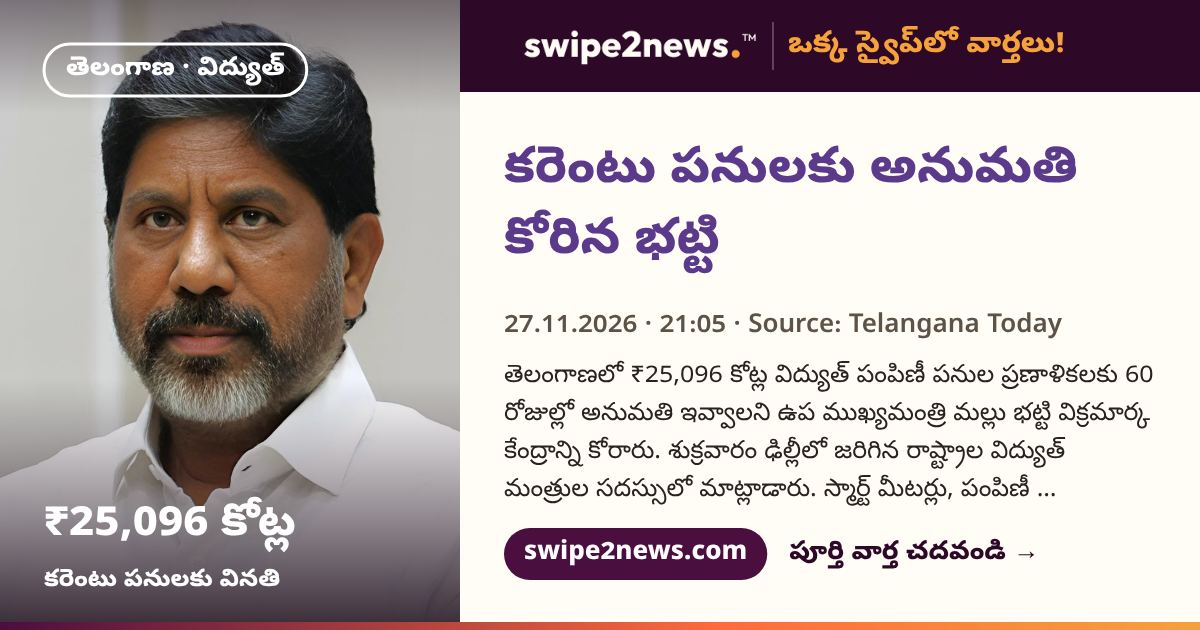 తెలంగాణ · విద్యుత్
₹25,096 కోట్ల
కరెంటు పనులకు వినతి
swipe2news.™ ఒక్క స్వైప్‌లో వార్తలు!
కరెంటు పనులకు అనుమతి
కోరిన భట్టి
27.11.2026 · 21:05 · Source: Telangana Today
తెలంగాణలో ₹25,096 కోట్ల విద్యుత్ పంపిణీ పనుల ప్రణాళికలకు 60
రోజుల్లో అనుమతి ఇవ్వాలని ఉప ముఖ్యమంత్రి మల్లు భట్టి విక్రమార్క
కేంద్రాన్ని కోరారు. శుక్రవారం ఢిల్లీలో జరిగిన రాష్ట్రాల విద్యుత్
మంత్రుల సదస్సులో మాట్లాడారు. స్మార్ట్ మీటర్లు, పంపిణీ ...
swipe2news.com పూర్తి వార్త చదవండి →